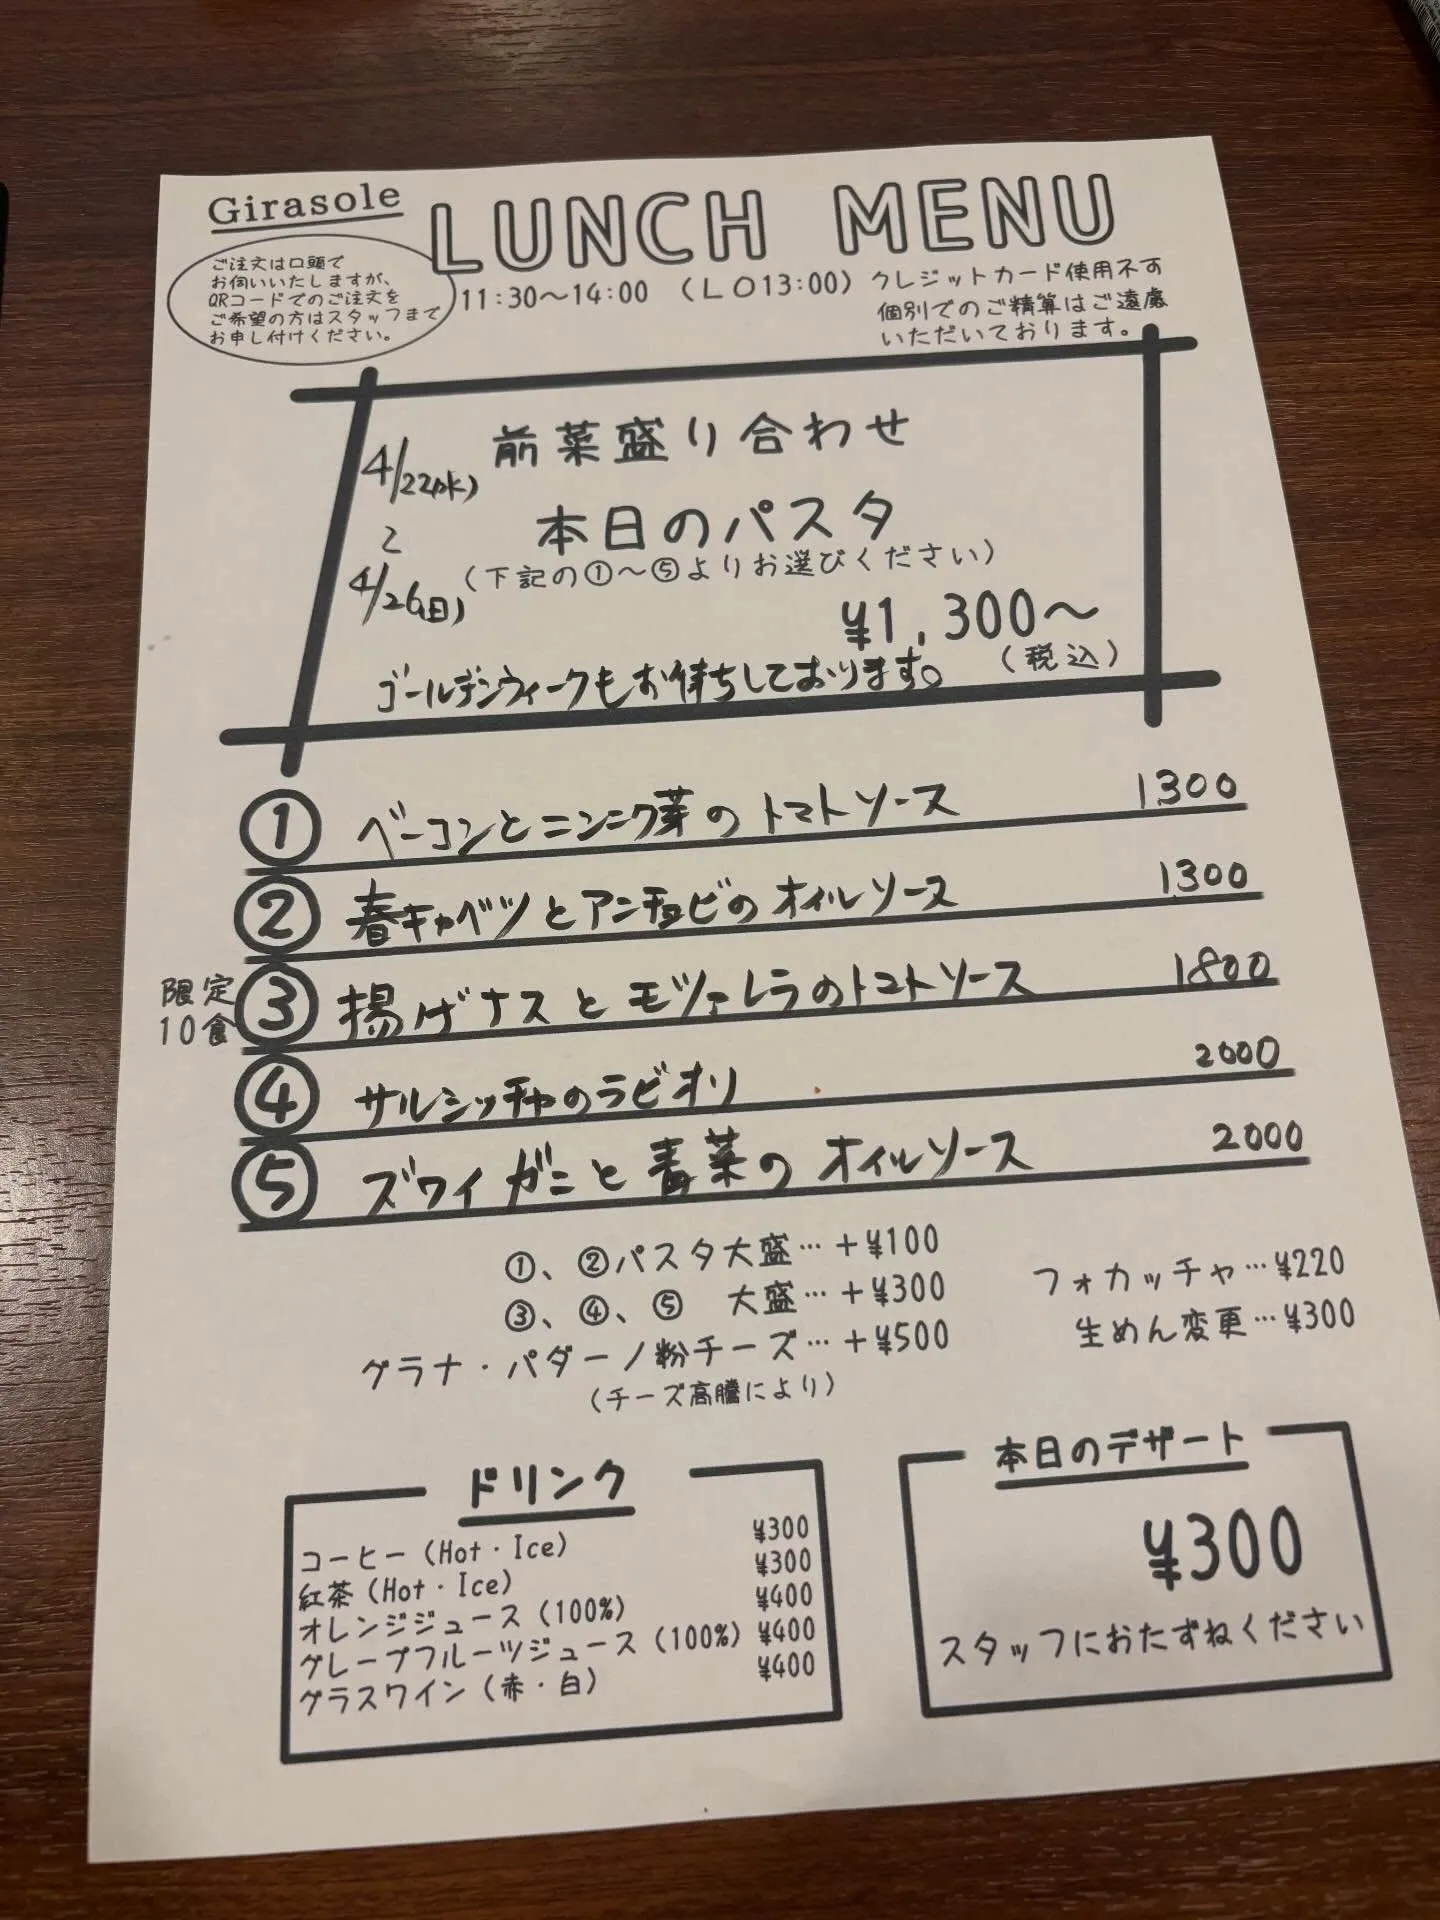 Girasole
LUNCH MENU
ご注文は口頭で
お伺いいたしますが、
QRコードでのご注文を
ご希望の方はスタッフまで
お申し付けください。
11:30～14:00 (LO13:00)
クレジットカード使用不可
個別でのご精算はご遠慮
いただいております。
前菜盛り合わせ
4/22(水)
〜
4/26(日)
本日のパスタ
(下記の①～⑤よりお選びください)
¥1,300～
(税込)
ゴールデンウィークもお待ちしております。
① ベーコンとニンニク芽のトマトソース 1300
② 春キャベツとアンチョビのオイルソース 1300
限定
10食
③ 揚げナスとモッツァレラのトマトソース 1800
④ サルシッチャのラビオリ 2000
⑤ ズワイガニと青菜のオイルソース 2000
①、②パスタ大盛…+¥100
③、④、⑤ 大盛…+¥300
グラナ・パダーノ粉チーズ…+¥500
(チーズ高騰により)
フォカッチャ…¥220
生めん変更…¥300
ドリンク
コーヒー(Hot・Ice) ¥300
紅茶(Hot・Ice) ¥300
オレンジジュース(100%) ¥400
グレープフルーツジュース(100%) ¥400
グラスワイン(赤・白) ¥400
本日のデザート
¥300
スタッフにおたずねください